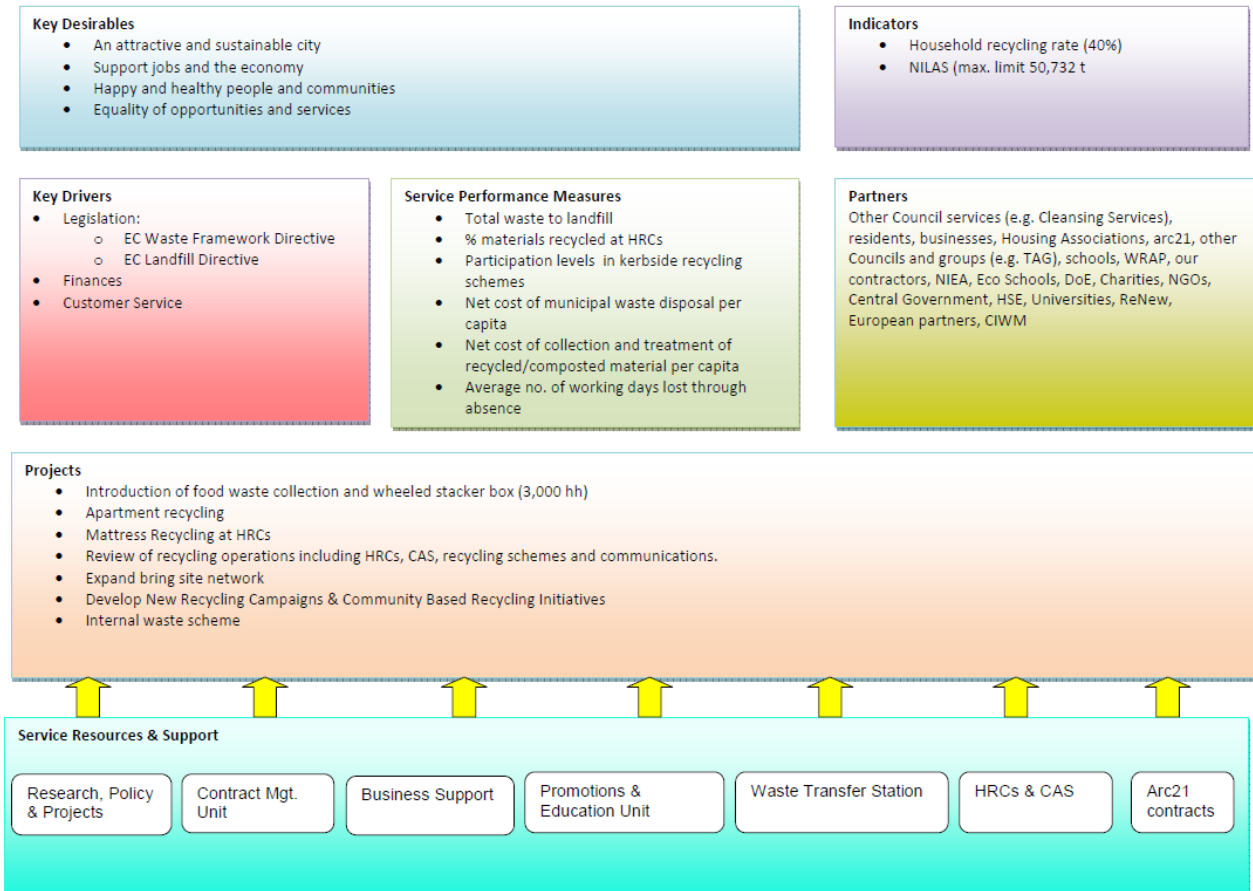 Key Desirables
• An attractive and sustainable city
• Support jobs and the economy
• Happy and healthy people and communities
• Equality of opportunities and services
Indicators
• Household recycling rate (40%)
• NILAS (max. limit 50,732 t
Key Drivers
• Legislation:
o EC Waste Framework Directive
o EC Landfill Directive
• Finances
• Customer Service
Service Performance Measures
• Total waste to landfill
• % materials recycled at HRCs
• Participation levels in kerbside recycling
schemes
• Net cost of municipal waste disposal per
capita
• Net cost of collection and treatment of
recycled/composted material per capita
• Average no. of working days lost through
absence
Partners
Other Council services (e.g. Cleansing Services),
residents, businesses, Housing Associations, arc21, other
Councils and groups (e.g. TAG), schools, WRAP, our
contractors, NIEA, Eco Schools, DoE, Charities, NGOs,
Central Government, HSE, Universities, ReNew,
European partners, CIWM
Projects
• Introduction of food waste collection and wheeled stacker box (3,000 hh)
• Apartment recycling
• Mattress Recycling at HRCs
• Review of recycling operations including HRCs, CAS, recycling schemes and communications.
• Expand bring site network
• Develop New Recycling Campaigns & Community Based Recycling Initiatives
• Internal waste scheme
Service Resources & Support
Research, Policy
& Projects
Contract Mgt.
Unit
Business Support
Promotions &
Education Unit
Waste Transfer Station
HRCs & CAS
Arc21
contracts